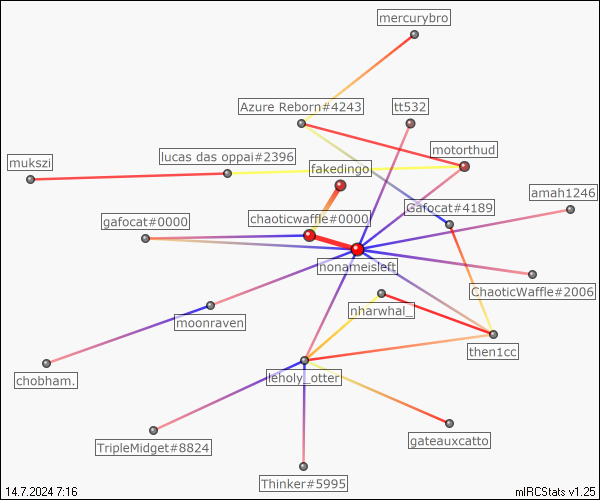 mercurybro
Azure Reborn#4243
tt532
motorthud
lucas das oppai#2396
mukszi
fakedingo
amah1246
Gafocat#4189
chaoticwaffle#0000
gafocat#0000
nonameisleft
ChaoticWaffle#2006
nharwhal_
moonraven
then1cc
chobham.
leholy_otter
gateauxcatto
TripleMidget#8824
Thinker#5995
14.7.2024 7:16
mIRCStats v1.25